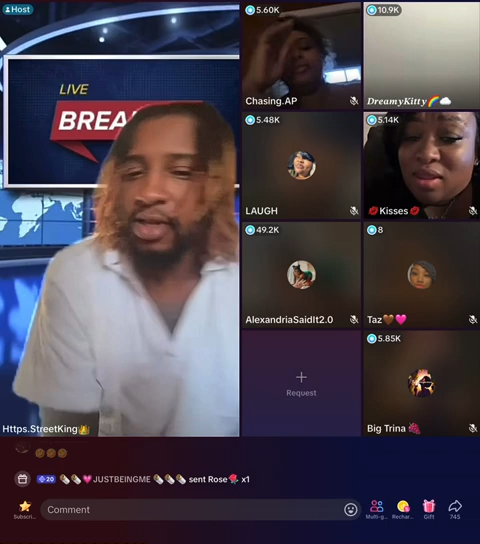 Host
LIVE
BREA
Https.StreetKing👑
5.60K
Chasing.AP
10.9K
DreamyKitty🌈☁️
5.48K
LAUGH
5.14K
💋Kisses💋
49.2K
AlexandriaSaidIt2.0
8
Taz🤎🩷
+
Request
5.85K
Big Trina🍇
20 🗞️🗞️💗JUSTBEINGME 🗞️🗞️🗞️ sent Rose🌹 x1
Subscri...
Comment
Multi-g...
Rechar...
Gift
745